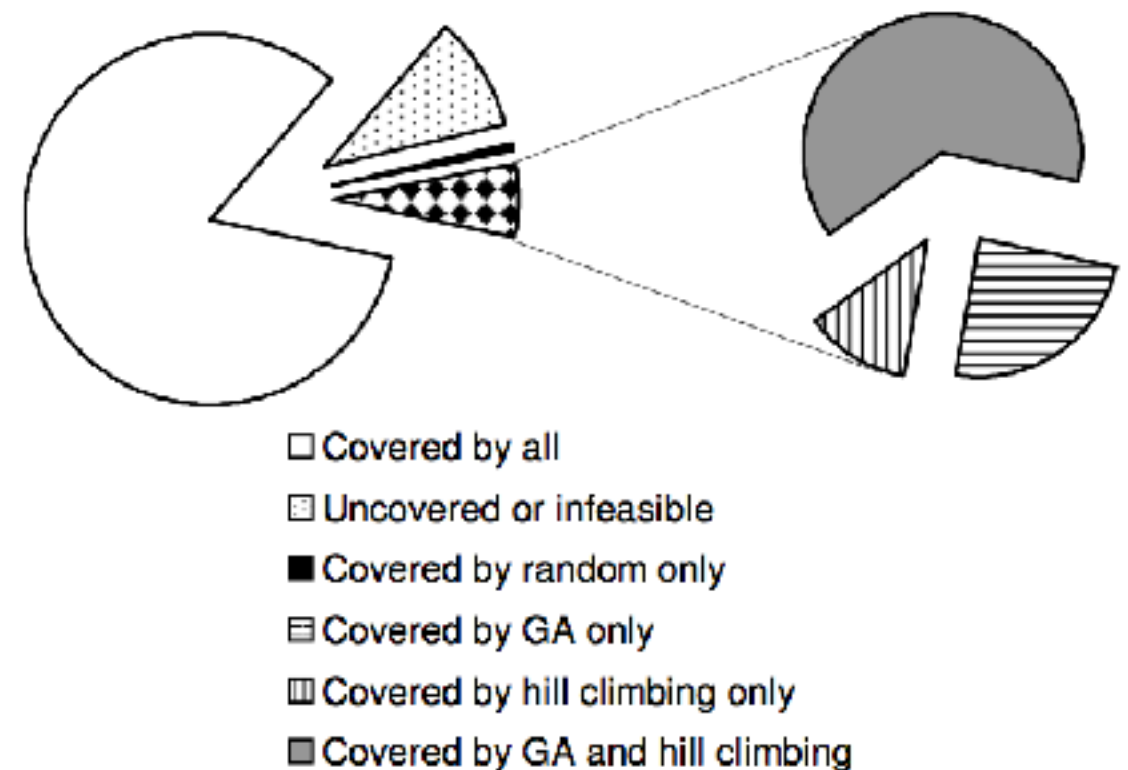 Covered by all
Uncovered or infeasible
Covered by random only
Covered by GA only
Covered by hill climbing only
Covered by GA and hill climbing